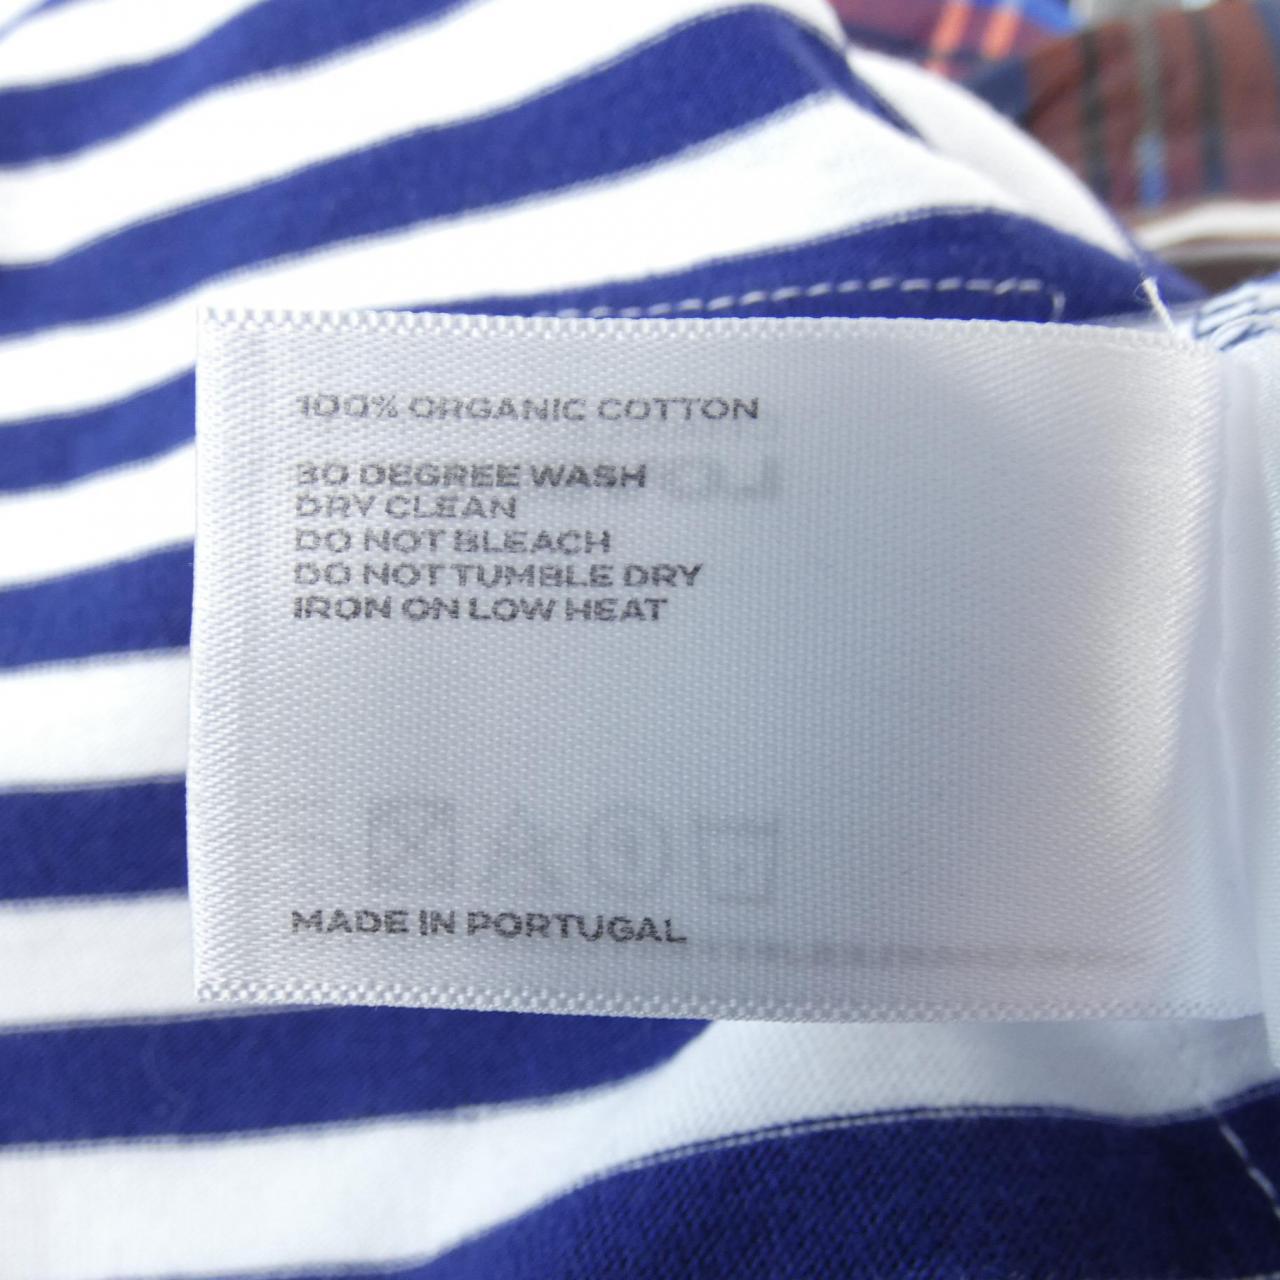 100% ORGANIC COTTON
30 DEGREE WASH
DRY CLEAN
DO NOT BLEACH
DO NOT TUMBLE DRY
IRON ON LOW HEAT
MADE IN PORTUGAL